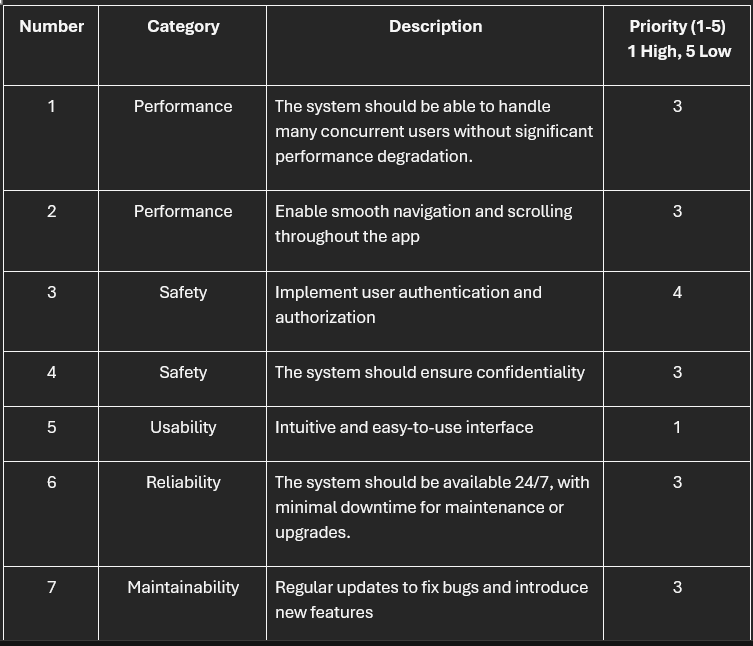 Number Category Description Priority (1-5)
1 High, 5 Low
1 Performance The system should be able to handle 3
many concurrent users without significant
performance degradation.
2 Performance Enable smooth navigation and scrolling 3
throughout the app
3 Safety Implement user authentication and 4
authorization
4 Safety The system should ensure confidentiality 3
5 Usability Intuitive and easy-to-use interface 1
6 Reliability The system should be available 24/7, with 3
minimal downtime for maintenance or
upgrades.
7 Maintainability Regular updates to fix bugs and introduce 3
new features